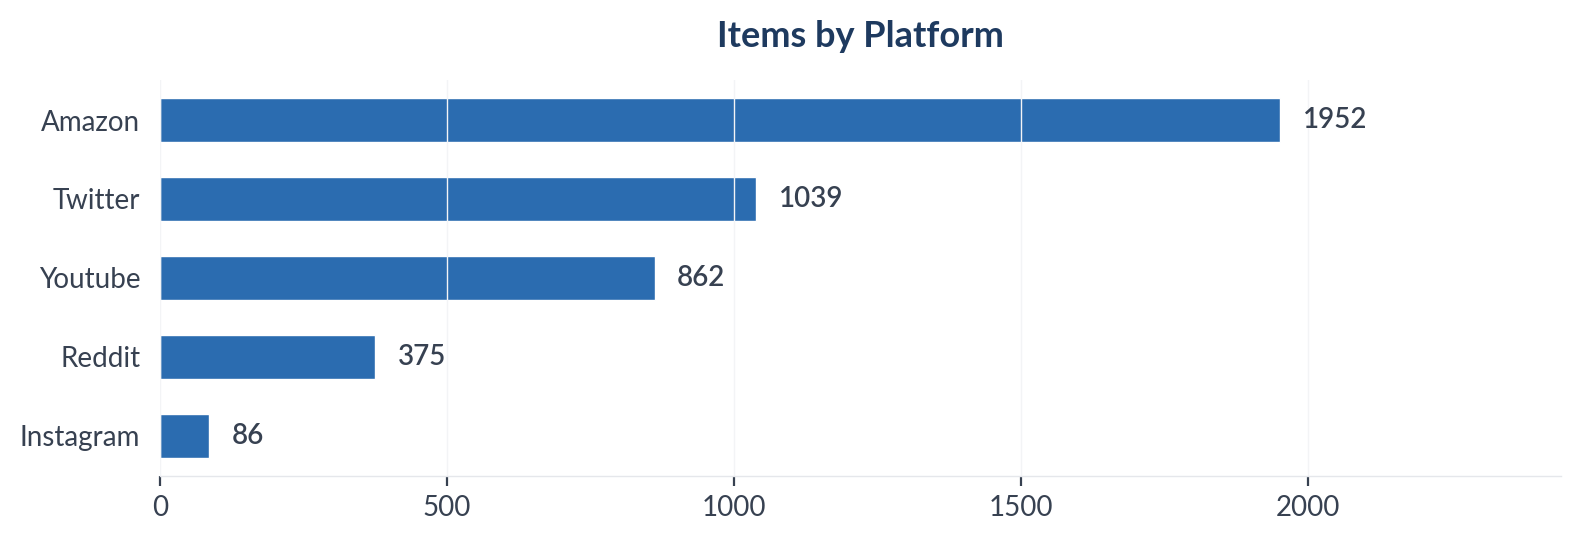 Items by Platform
Amazon 1952
Twitter 1039
Youtube 862
Reddit 375
Instagram 86
0 500 1000 1500 2000